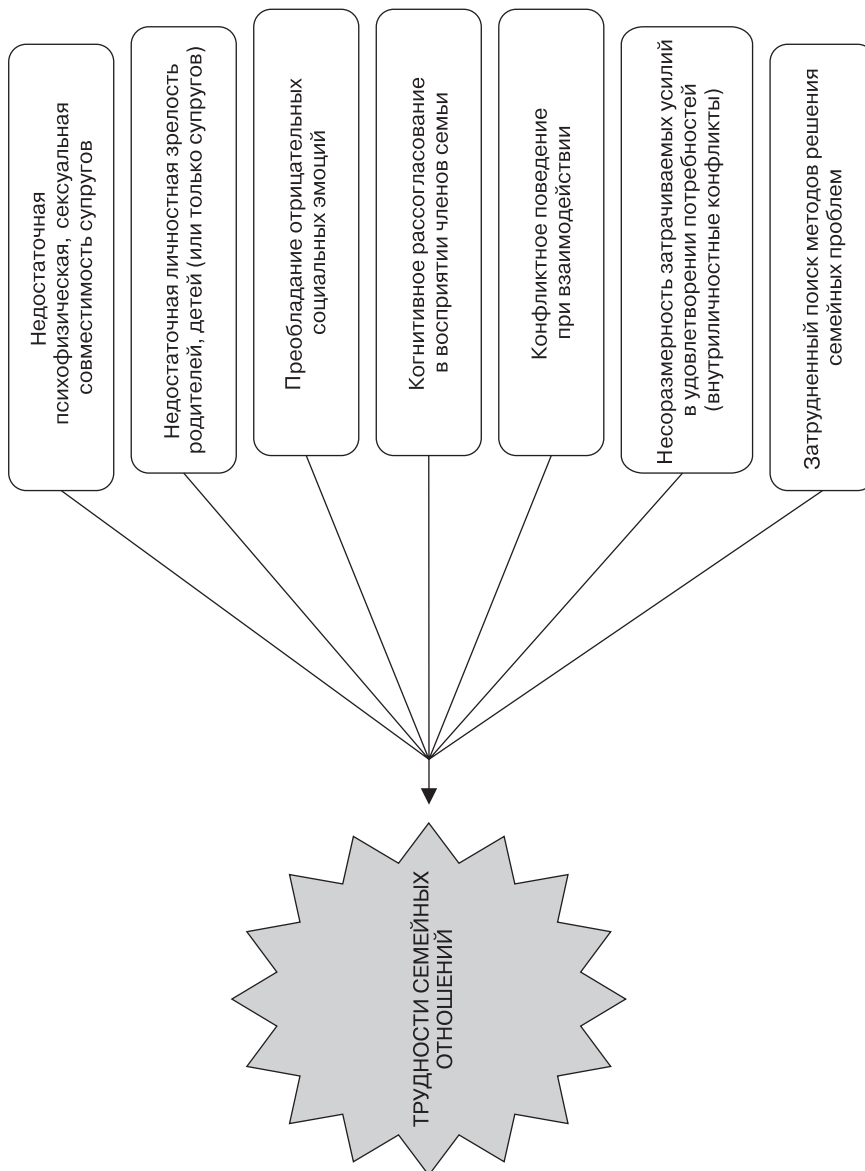 Недостаточная
психофизическая, сексуальная
совместимость супругов
Недостаточная личностная зрелость
родителей, детей (или только супругов)
Преобладание отрицательных
социальных эмоций
Когнитивное рассогласование
в восприятии членов семьи
Конфликтное поведение
при взаимодействии
Несоразмерность затрачиваемых усилий
в удовлетворении потребностей
(внутриличностные конфликты)
Затрудненный поиск методов решения
семейных проблем
ТРУДНОСТИ СЕМЕЙНЫХ
ОТНОШЕНИЙ